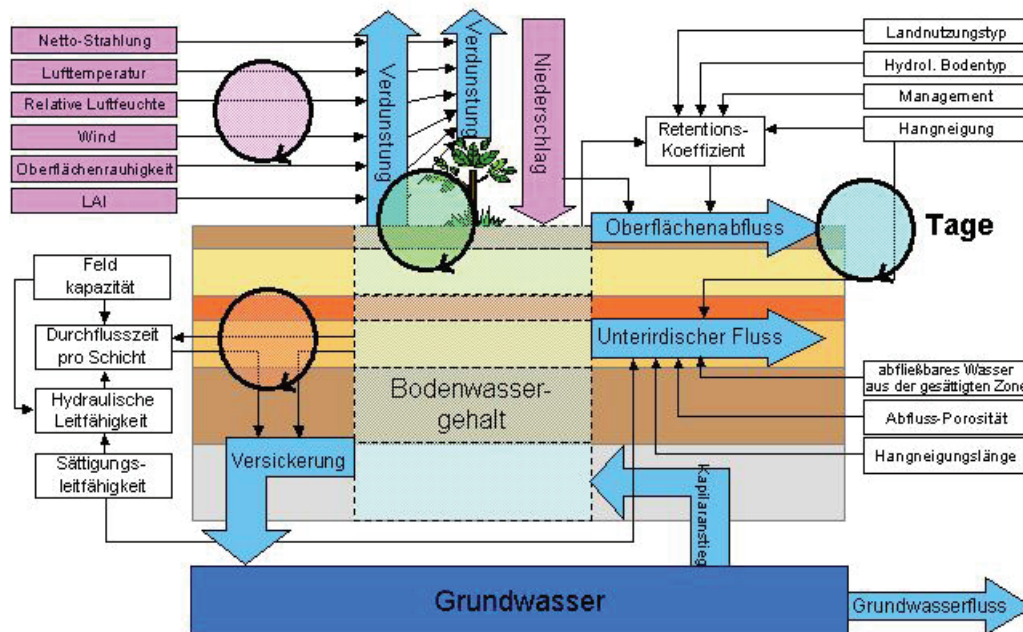 Netto-Strahlung
Lufttemperatur
Relative Luftfeuchte
Wind
Oberflächenrauhigkeit
LAI
Verdunstung
Verdunstung
Niederschlag
Landnutzungstyp
Hydrol. Bodentyp
Management
Hangneigung
Retentions-
Koeffizient
Oberflächenabfluss
Tage
Feld
kapazität
Durchflusszeit
pro Schicht
Hydraulische
Leitfähigkeit
Sättigungs-
leitfähigkeit
Unterirdischer Fluss
abfließbares Wasser
aus der gesättigten Zone
Abfluss-Porosität
Hangneigungslänge
Bodenwasser-
gehalt
Versickerung
Kapilaranstieg
Grundwasser
Grundwasserfluss